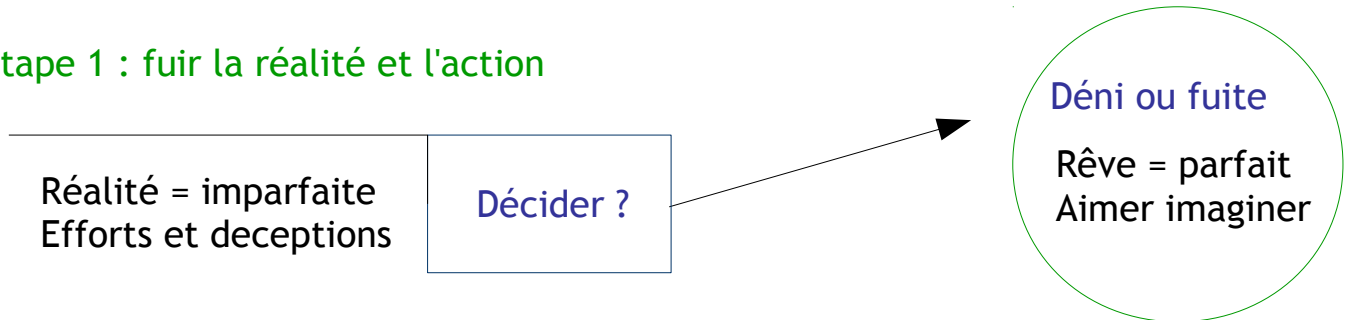 tape 1 : fuir la réalité et l'action
Déni ou fuite
Rêve = parfait
Aimer imaginer
Réalité = imparfaite
Efforts et deceptions
Décider ?